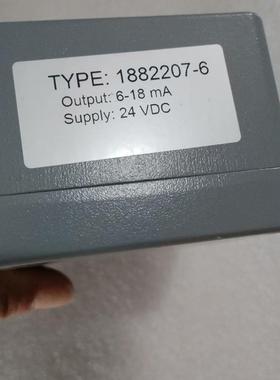 TYPE: 1882207-6
Output: 6-18 mA
Supply: 24 VDC